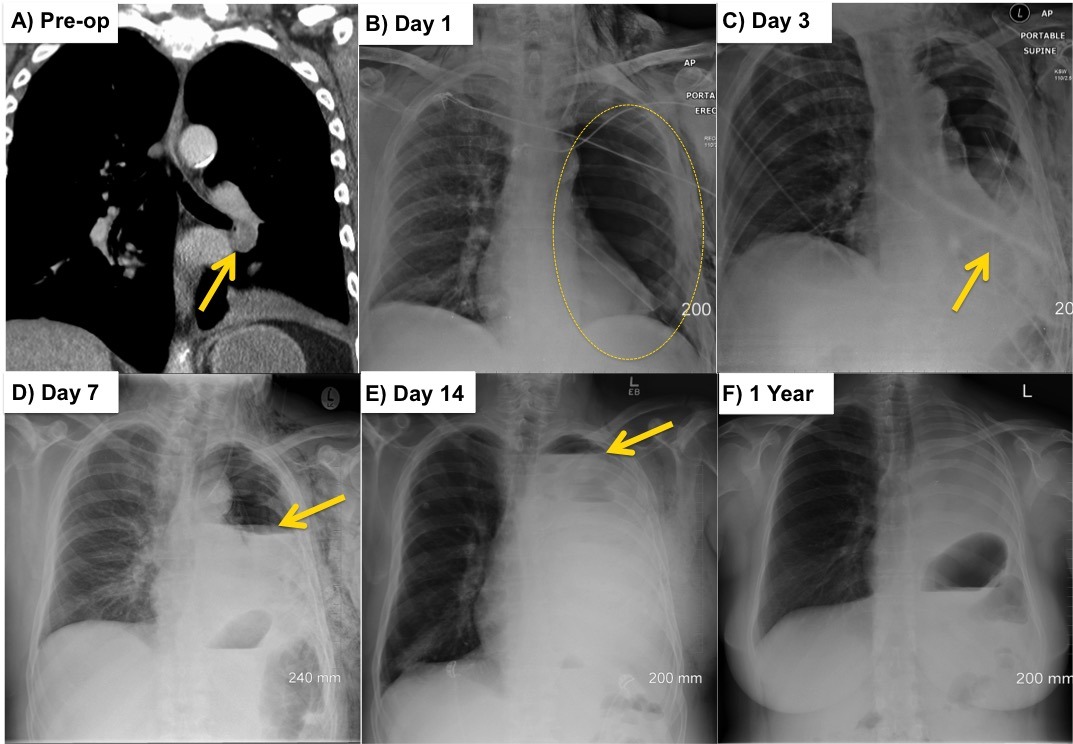 A) Pre-op
B) Day 1
AP
PORTA
EREC
200
C) Day 3
L AP
PORTABLE
SUPINE
20
D) Day 7
L
240 mm
E) Day 14
L
EB
200 mm
F) 1 Year
L
200 mm